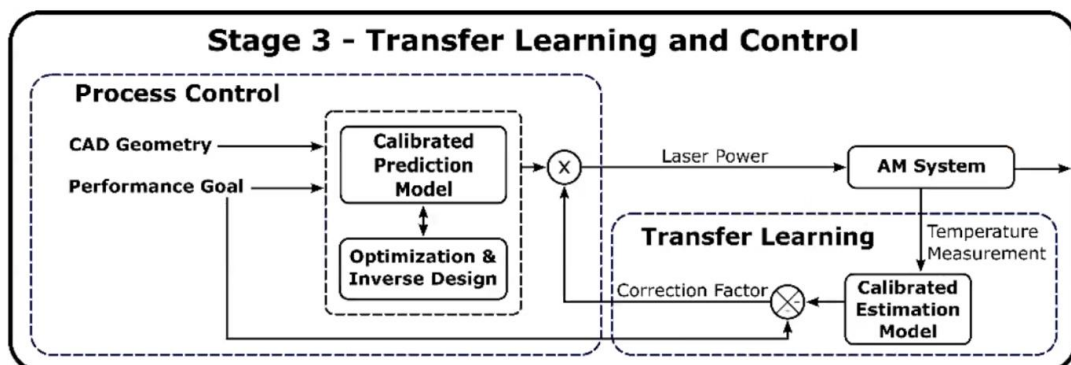 Stage 3 - Transfer Learning and Control
Process Control
CAD Geometry
Performance Goal
Calibrated
Prediction
Model
Optimization &
Inverse Design
X
Laser Power
AM System
Transfer Learning
Temperature
Measurement
Correction Factor
Calibrated
Estimation
Model